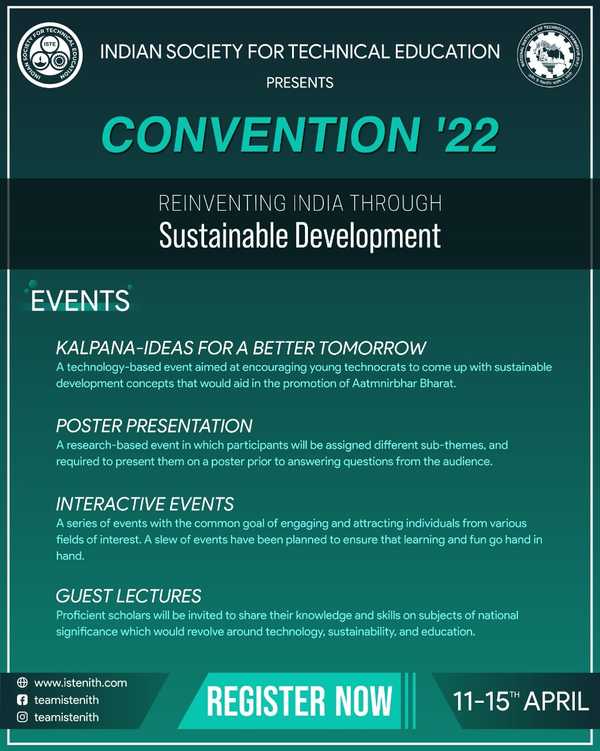 INDIAN SOCIETY FOR TECHNICAL EDUCATION
ISTE
INDIAN SOCIETY FOR TECHNICAL EDUCATION
PRESENTS
CONVENTION '22
REINVENTING INDIA THROUGH
Sustainable Development
EVENTS
KALPANA-IDEAS FOR A BETTER TOMORROW
A technology-based event aimed at encouraging young technocrats to come up with sustainable
development concepts that would aid in the promotion of Aatmnirbhar Bharat.
POSTER PRESENTATION
A research-based event in which participants will be assigned different sub-themes, and
required to present them on a poster prior to answering questions from the audience.
INTERACTIVE EVENTS
A series of events with the common goal of engaging and attracting individuals from various
fields of interest. A slew of events have been planned to ensure that learning and fun go hand in
hand.
GUEST LECTURES
Proficient scholars will be invited to share their knowledge and skills on subjects of national
significance which would revolve around technology, sustainability, and education.
www.istenith.com
teamistenith
teamistenith
REGISTER NOW
11-15TH APRIL